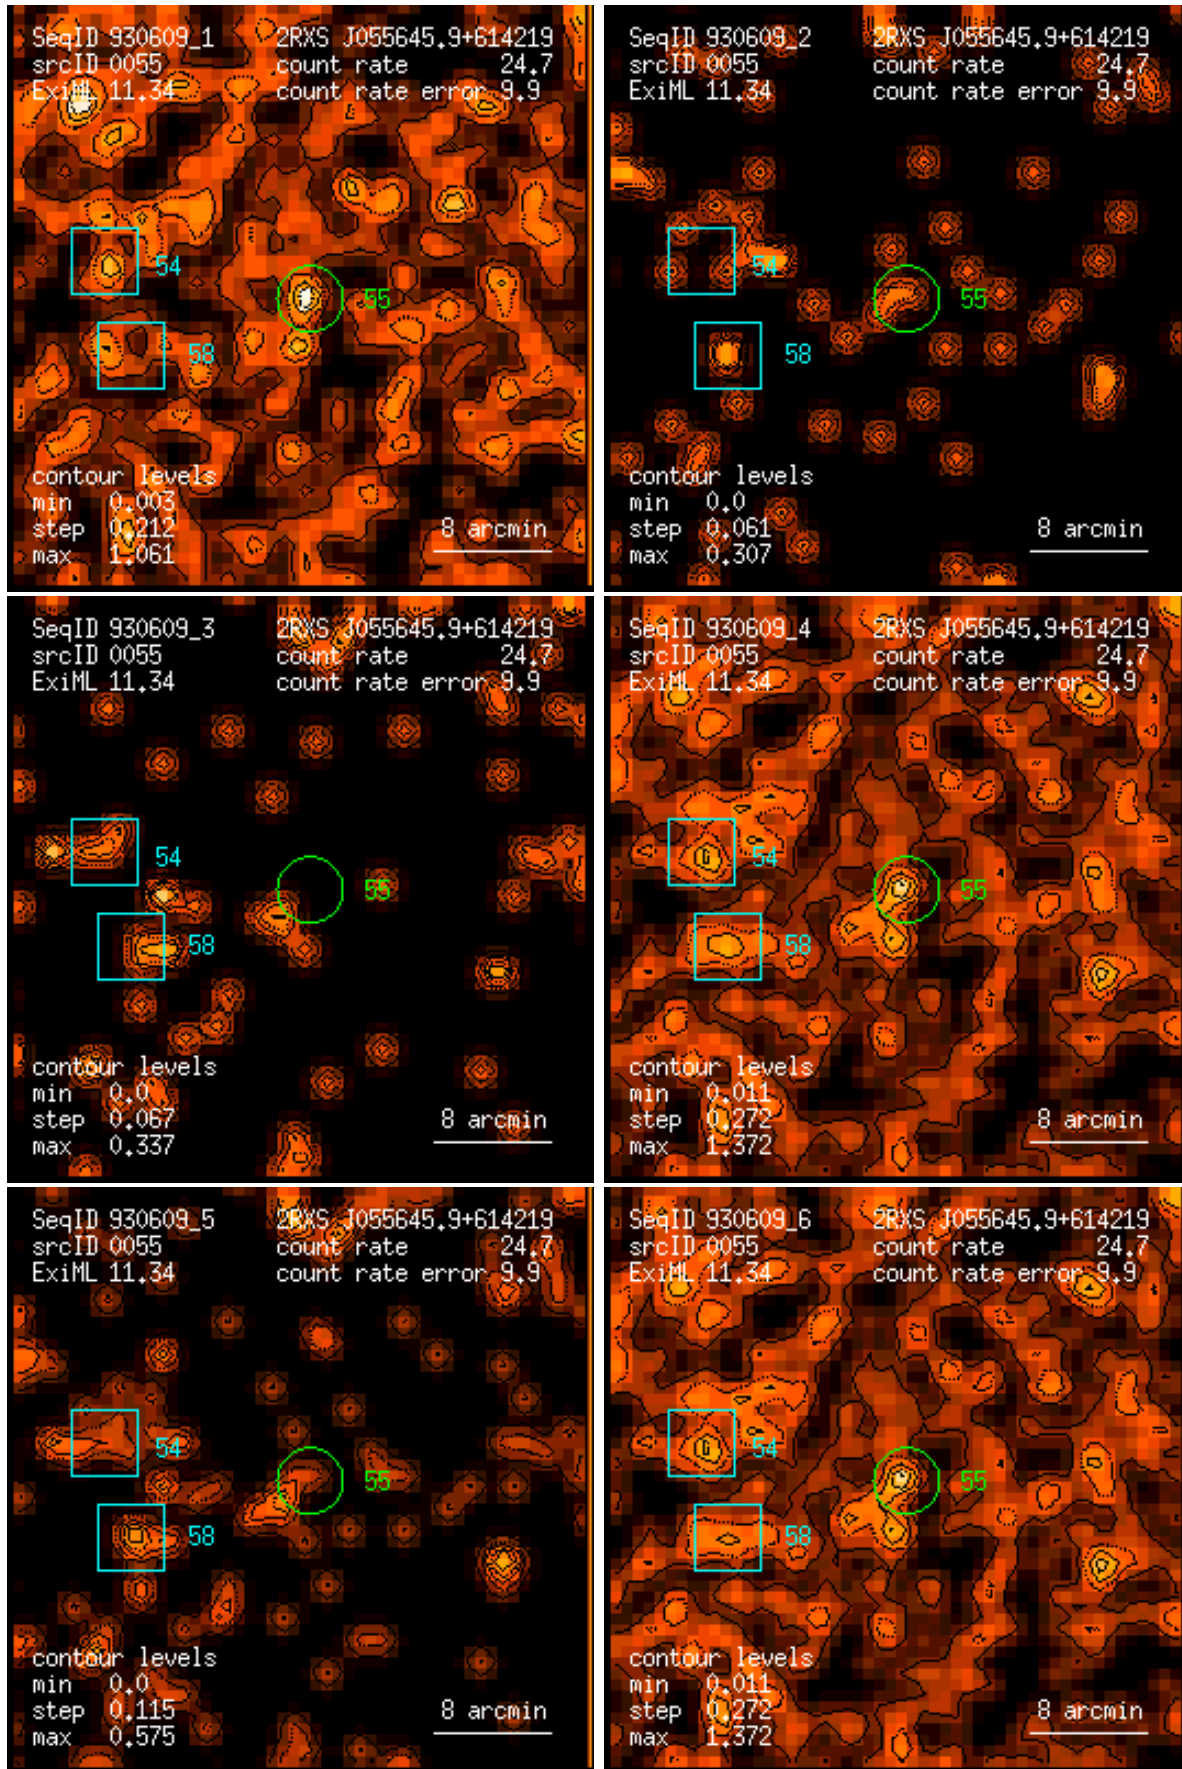 SeqID 930609_1 2RXS J055645.9+614219
srcID 0055 count rate 24.7
ExiML 11.34 count rate error 9.9
54
55
58
contour levels
min 0.003
step 0.212
max 1.061
8 arcmin
SeqID 930609_2 2RXS J055645.9+614219
srcID 0055 count rate 24.7
ExiML 11.34 count rate error 9.9
54
55
58
contour levels
min 0.0
step 0.061
max 0.307
8 arcmin
SeqID 930609_3 2RXS J055645.9+614219
srcID 0055 count rate 24.7
ExiML 11.34 count rate error 9.9
54
55
58
contour levels
min 0.0
step 0.067
max 0.337
8 arcmin
SeqID 930609_4 2RXS J055645.9+614219
srcID 0055 count rate 24.7
ExiML 11.34 count rate error 9.9
54
55
58
contour levels
min 0.011
step 0.272
max 1.372
8 arcmin
SeqID 930609_5 2RXS J055645.9+614219
srcID 0055 count rate 24.7
ExiML 11.34 count rate error 9.9
54
55
58
contour levels
min 0.0
step 0.115
max 0.575
8 arcmin
SeqID 930609_6 2RXS J055645.9+614219
srcID 0055 count rate 24.7
ExiML 11.34 count rate error 9.9
54
55
58
contour levels
min 0.011
step 0.272
max 1.372
8 arcmin